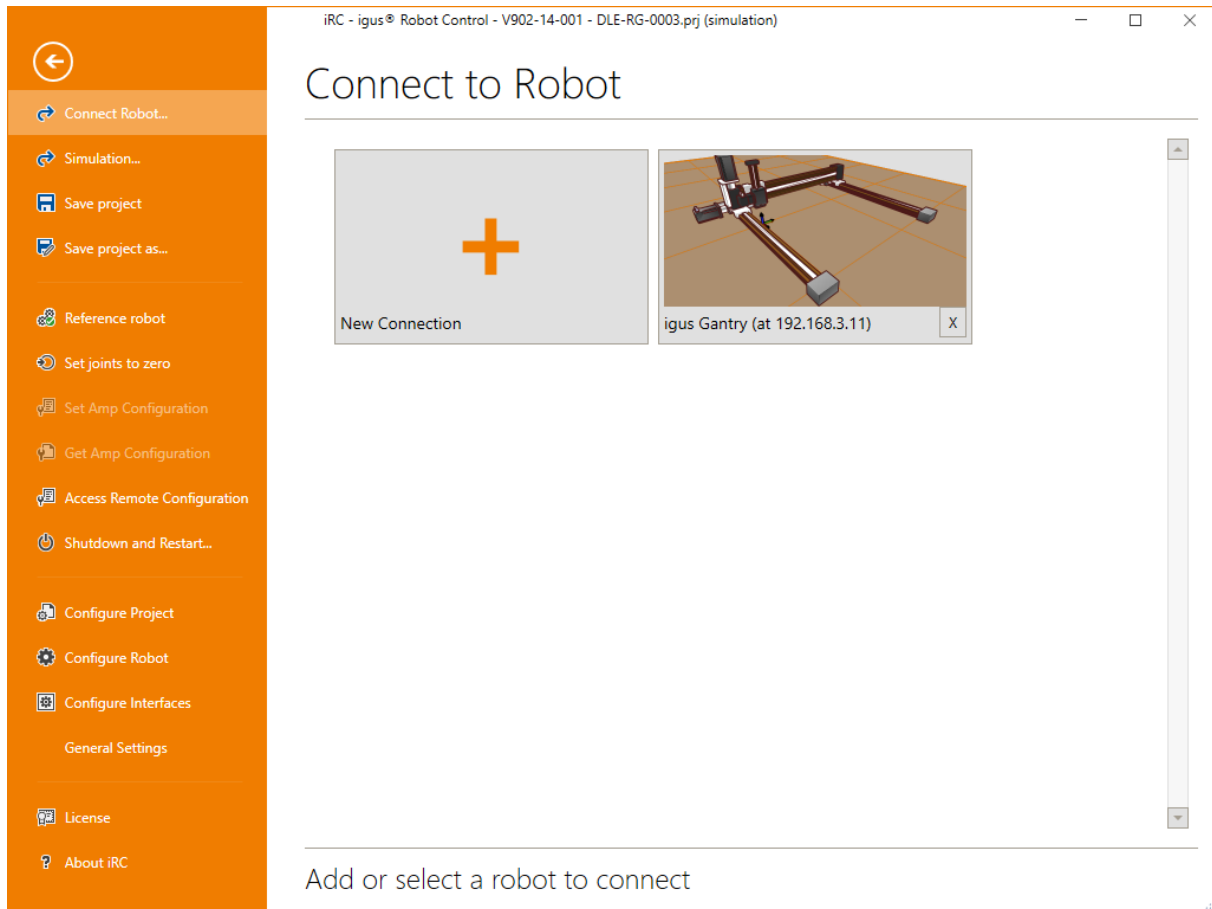 iRC - igus® Robot Control - V902-14-001 - DLE-RG-0003.prj (simulation)
Connect to Robot
Connect Robot...
Simulation...
Save project
Save project as...
Reference robot
Set joints to zero
Set Amp Configuration
Get Amp Configuration
Access Remote Configuration
Shutdown and Restart...
Configure Project
Configure Robot
Configure Interfaces
General Settings
License
About iRC
New Connection
igus Gantry (at 192.168.3.11)
X
Add or select a robot to connect